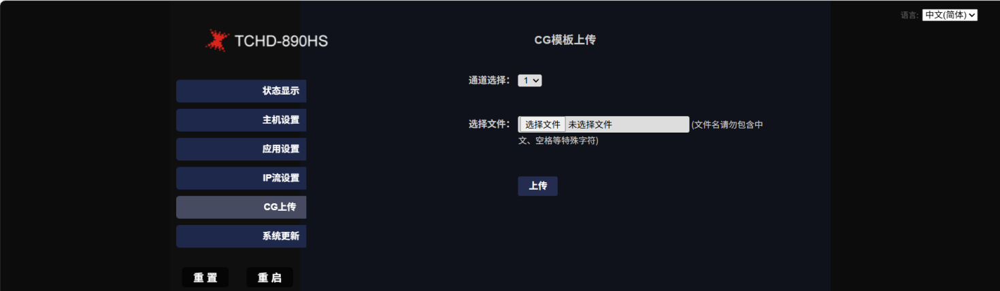 语言: 中文(简体)
TCHD-890HS
CG模板上传
状态显示
主机设置
应用设置
IP流设置
CG上传
系统更新
重 置 重 启
通道选择： 1
选择文件： 选择文件 未选择文件 (文件名请勿包含中
文、空格等特殊字符)
上传